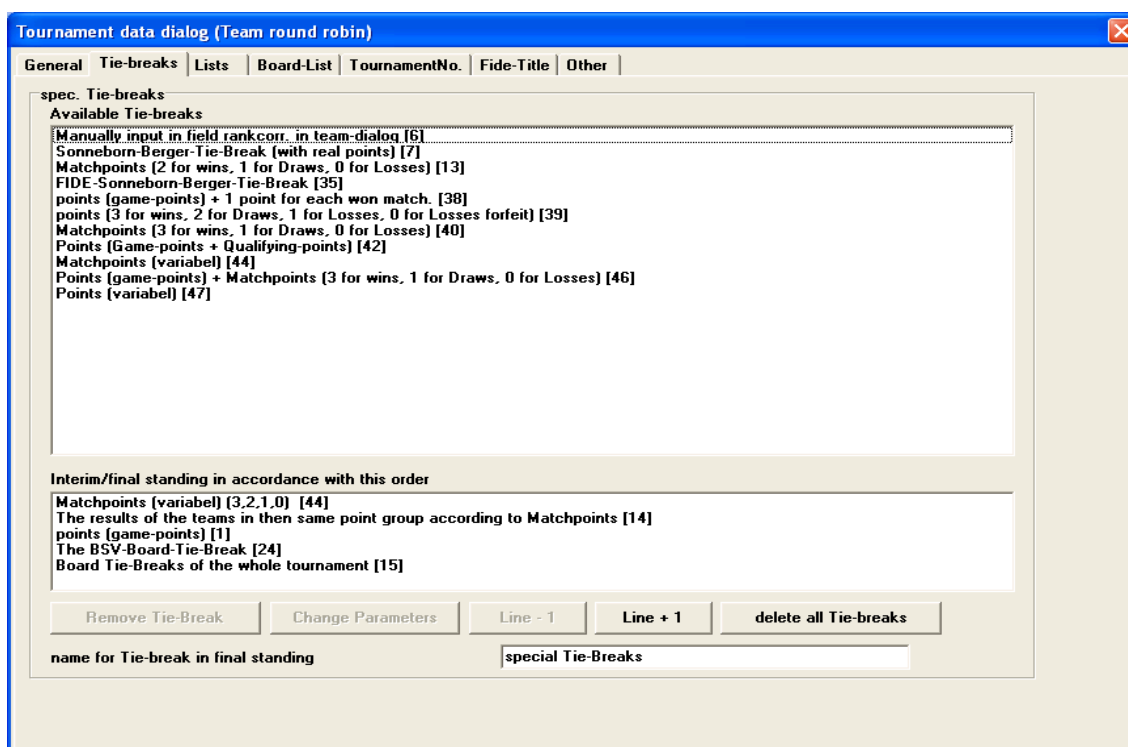 Tournament data dialog (Team round robin)
General Tie-breaks Lists Board-List TournamentNo. Fide-Title Other
spec. Tie-breaks
Available Tie-breaks
Manually input in field rankcorr. in team-dialog [6]
Sonneborn-Berger-Tie-Break (with real points) [7]
Matchpoints (2 for wins, 1 for Draws, 0 for Losses) [13]
FIDE-Sonneborn-Berger-Tie-Break [35]
points (game-points) + 1 point for each won match. [38]
points (3 for wins, 2 for Draws, 1 for Losses, 0 for Losses forfeit) [39]
Matchpoints (3 for wins, 1 for Draws, 0 for Losses) [40]
Points (Game-points + Qualifying-points) [42]
Matchpoints (variabel) [44]
Points (game-points) + Matchpoints (3 for wins, 1 for Draws, 0 for Losses) [46]
Points (variabel) [47]
Interim/final standing in accordance with this order
Matchpoints (variabel) (3,2,1,0) [44]
The results of the teams in then same point group according to Matchpoints [14]
points (game-points) [1]
The BSV-Board-Tie-Break [24]
Board Tie-Breaks of the whole tournament [15]
Remove Tie-Break Change Parameters Line - 1 Line + 1 delete all Tie-breaks
name for Tie-break in final standing special Tie-Breaks